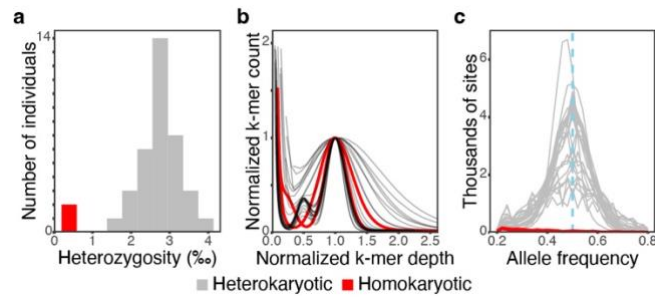 a
b
c
14
0
Number of individuals
0 1 2 3 4
Heterozygosity (‰)
2
1
0
Normalized k-mer count
0.0 0.5 1.0 1.5 2.0 2.5
Normalized k-mer depth
6
4
2
0
Thousands of sites
0.2 0.4 0.6 0.8
Allele frequency
Heterokaryotic Homokaryotic